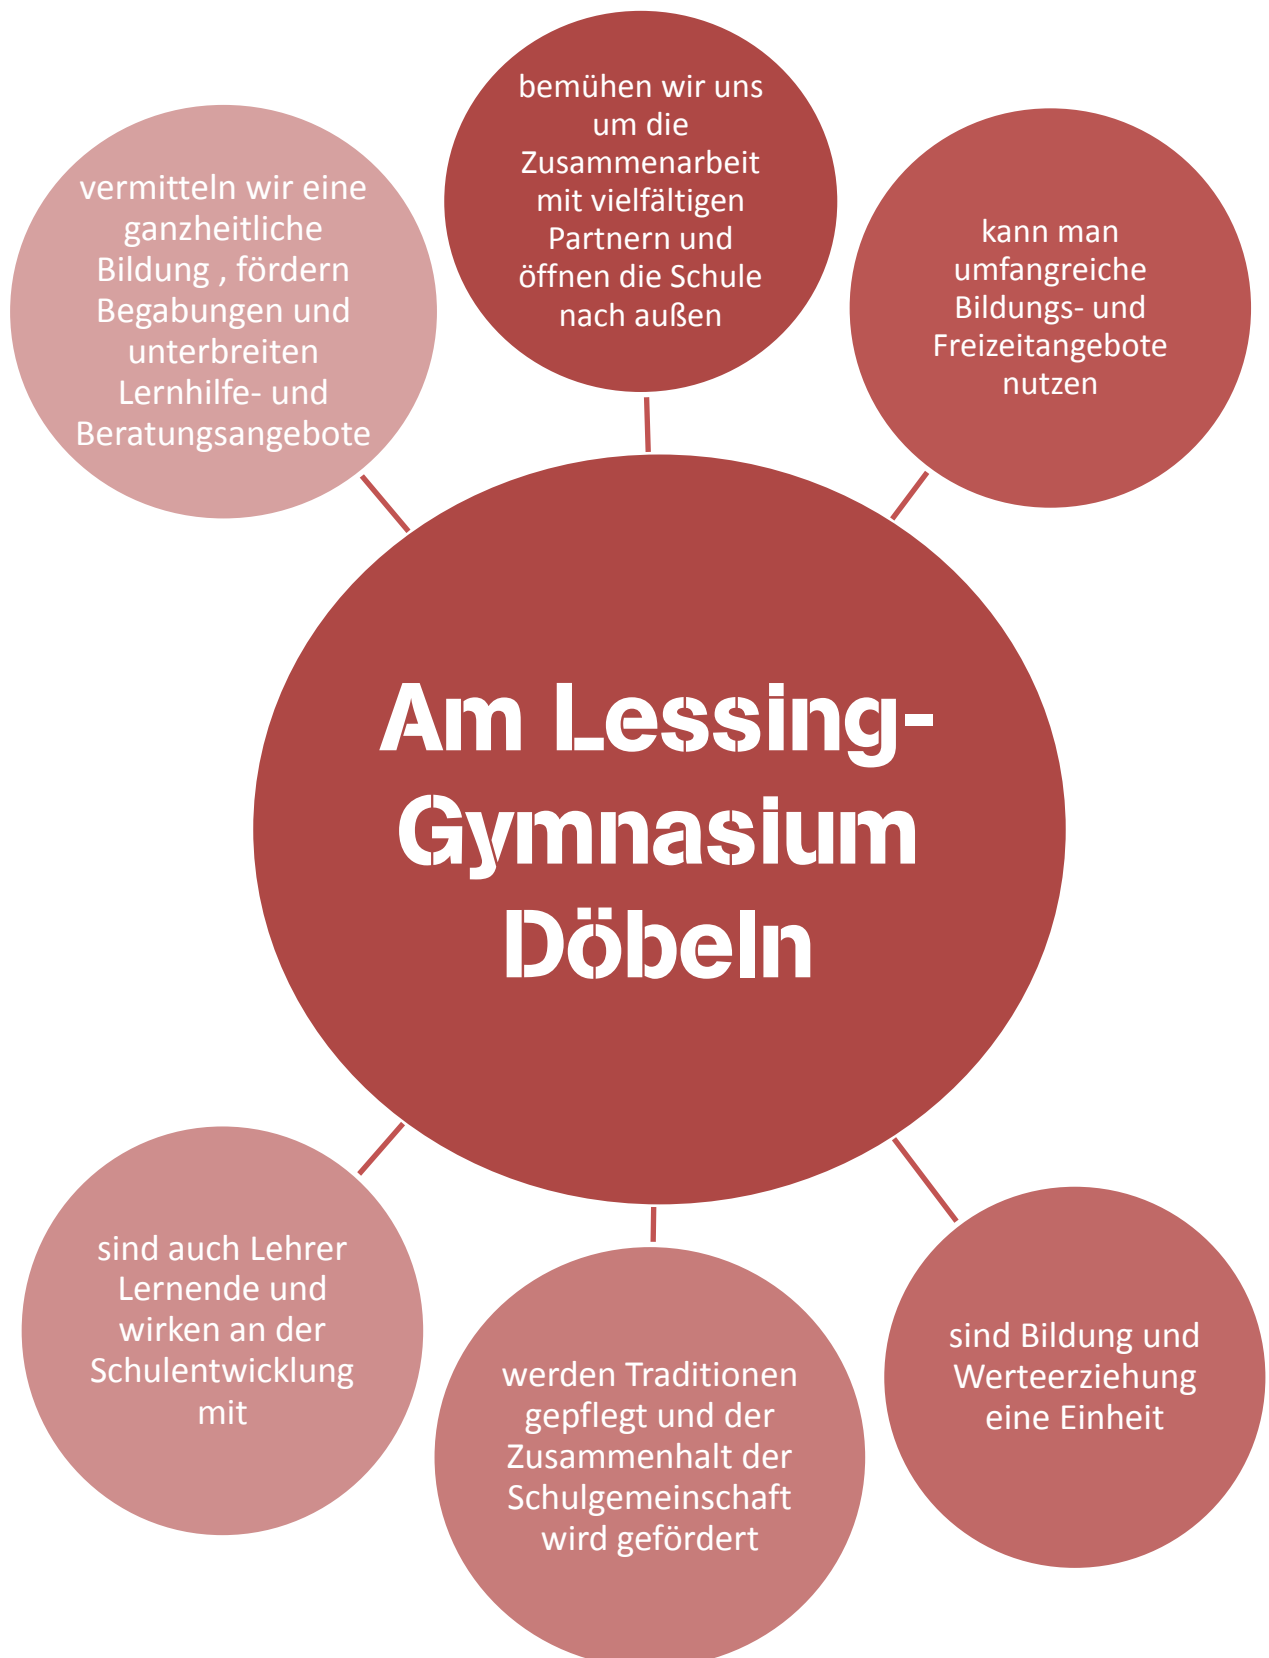 bemühen wir uns
um die
Zusammenarbeit
mit vielfältigen
Partnern und
öffnen die Schule
nach außen
kann man
umfangreiche
Bildungs- und
Freizeitangebote
nutzen
sind Bildung und
Werteerziehung
eine Einheit
werden Traditionen
gepflegt und der
Zusammenhalt der
Schulgemeinschaft
wird gefördert
sind auch Lehrer
Lernende und
wirken an der
Schulentwicklung
mit
vermitteln wir eine
ganzheitliche
Bildung , fördern
Begabungen und
unterbreiten
Lernhilfe- und
Beratungsangebote
Am Lessing-
Gymnasium
Döbeln